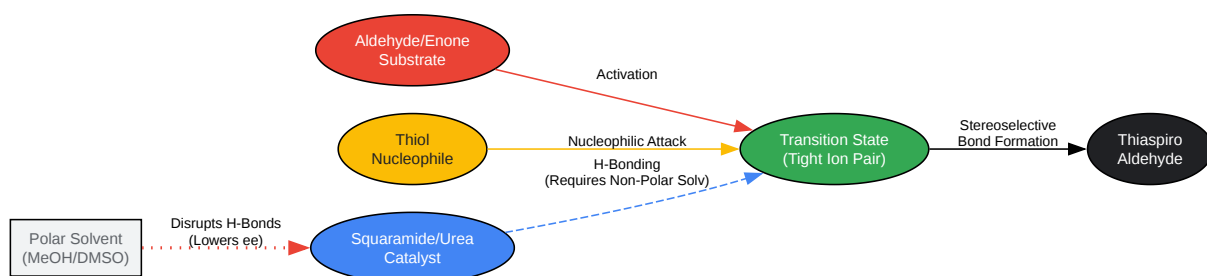 Aldehyde/Enone
Substrate
Activation
Thiol
Nucleophile
Nucleophilic Attack
Transition State
(Tight Ion Pair)
Stereoselective
Bond Formation
Thiaspiro
Aldehyde
H-Bonding
(Requires Non-Polar Solv)
Polar Solvent
(MeOH/DMSO)
Disrupts H-Bonds
(Lowers ee)
Squaramide/Urea
Catalyst